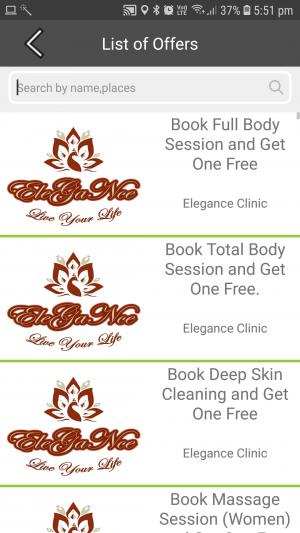 37% 5:51 pm
List of Offers
Search by name,places
EleGaNce
Live Your Life
Book Full Body
Session and Get
One Free
Elegance Clinic
EleGaNce
Live Your Life
Book Total Body
Session and Get
One Free.
Elegance Clinic
EleGaNce
Live Your Life
Book Deep Skin
Cleaning and Get
One Free
Elegance Clinic
Book Massage
Session (Women)